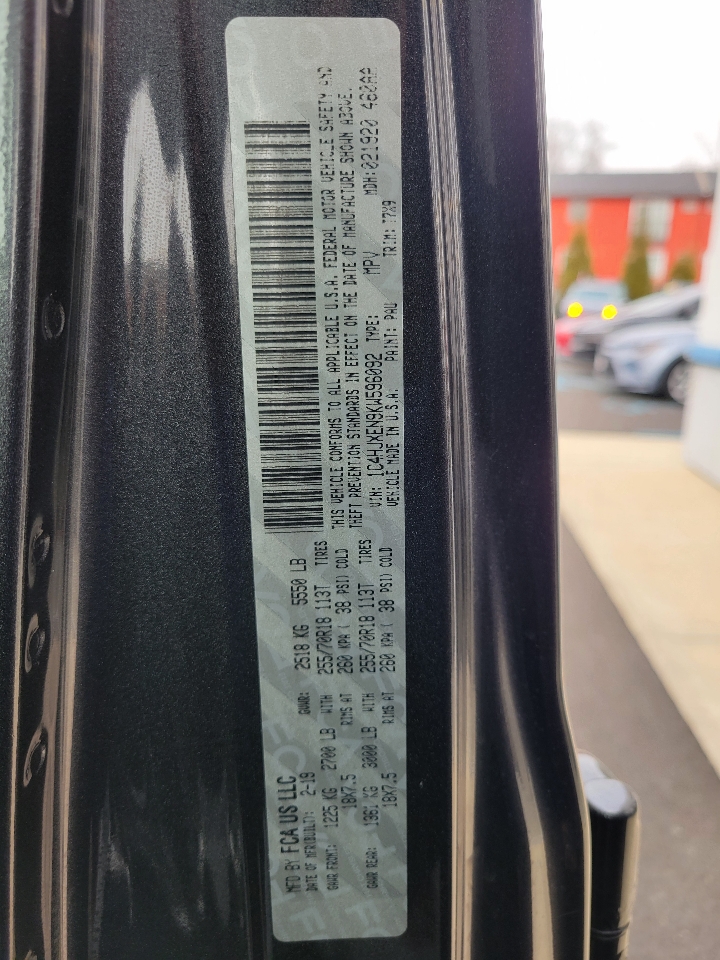 MFD BY FCA US LLC
DATE OF MFR(BUILT): 2-19 GVWR: 2518 KG 5550 LB
GAWR FRONT: 1225 KG 2700 LB WITH 255/70R18 113T TIRES
18X7.5 RIMS AT 260 KPA ( 38 PSI) COLD
GAWR REAR: 1361 KG 3000 LB WITH 255/70R18 113T TIRES
18X7.5 RIMS AT 260 KPA ( 38 PSI) COLD
THIS VEHICLE CONFORMS TO ALL APPLICABLE U.S.A. FEDERAL MOTOR VEHICLE SAFETY AND
THEFT PREVENTION STANDARDS IN EFFECT ON THE DATE OF MANUFACTURE SHOWN ABOVE.
VIN: 1C4HJXEN9KW596092 TYPE: MPV MDH:021920 480AA
VEHICLE MADE IN U.S.A. PAINT: PAU TRIM: T7X9